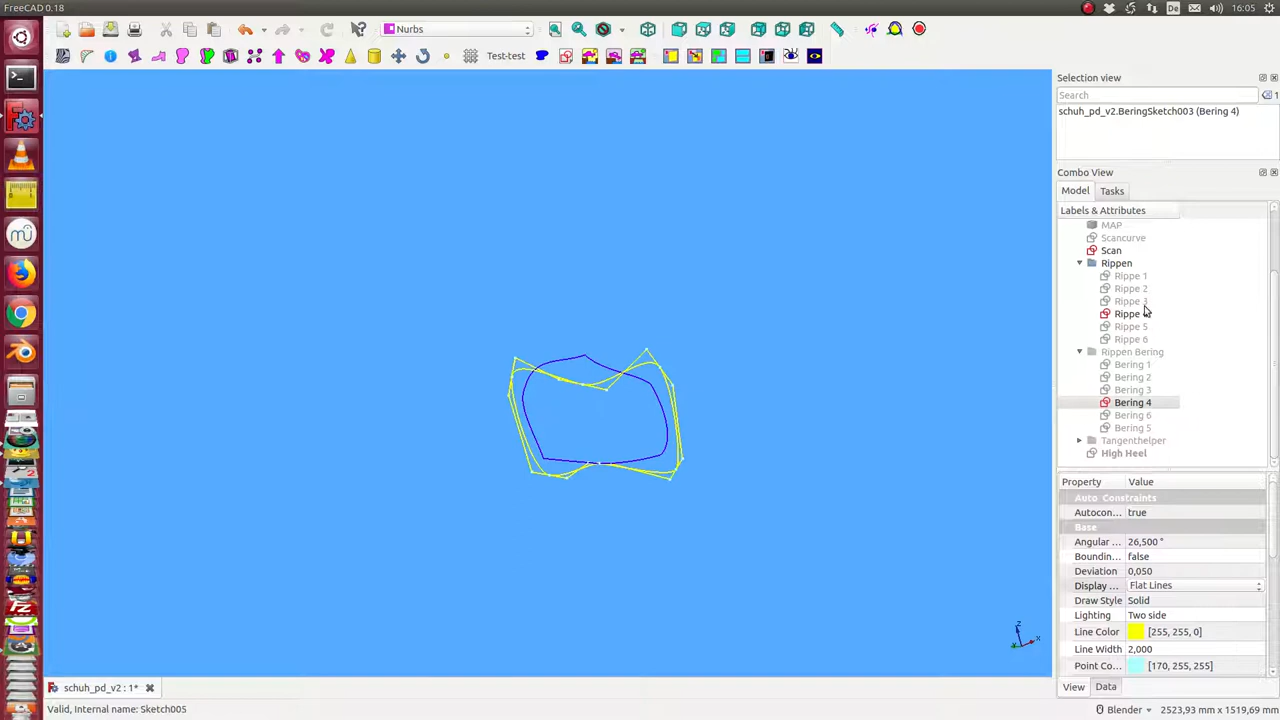 FreeCAD 0.18
De
16:05
Nurbs
Test-test
Selection view
Search
1
schuh_pd_v2.BeringSketch003 (Bering 4)
Combo View
Model
Tasks
Labels & Attributes
MAP
Scancurve
Scan
Rippen
Rippe 1
Rippe 2
Rippe 3
Rippe
Rippe 5
Rippe 6
Rippen Bering
Bering 1
Bering 2
Bering 3
Bering 4
Bering 6
Bering 5
Tangenthelper
High Heel
Property
Value
Auto Constraints
Autocon...
true
Base
Angular ...
26,500 °
Boundin...
false
Deviation
0,050
Display ...
Flat Lines
Draw Style
Solid
Lighting
Two side
Line Color
[255, 255, 0]
Line Width
2,000
Point Co...
[170, 255, 255]
z
x
Y
schuh_pd_v2 : 1*
View
Data
Valid, Internal name: Sketch005
Blender
2523,93 mm x 1519,69 mm